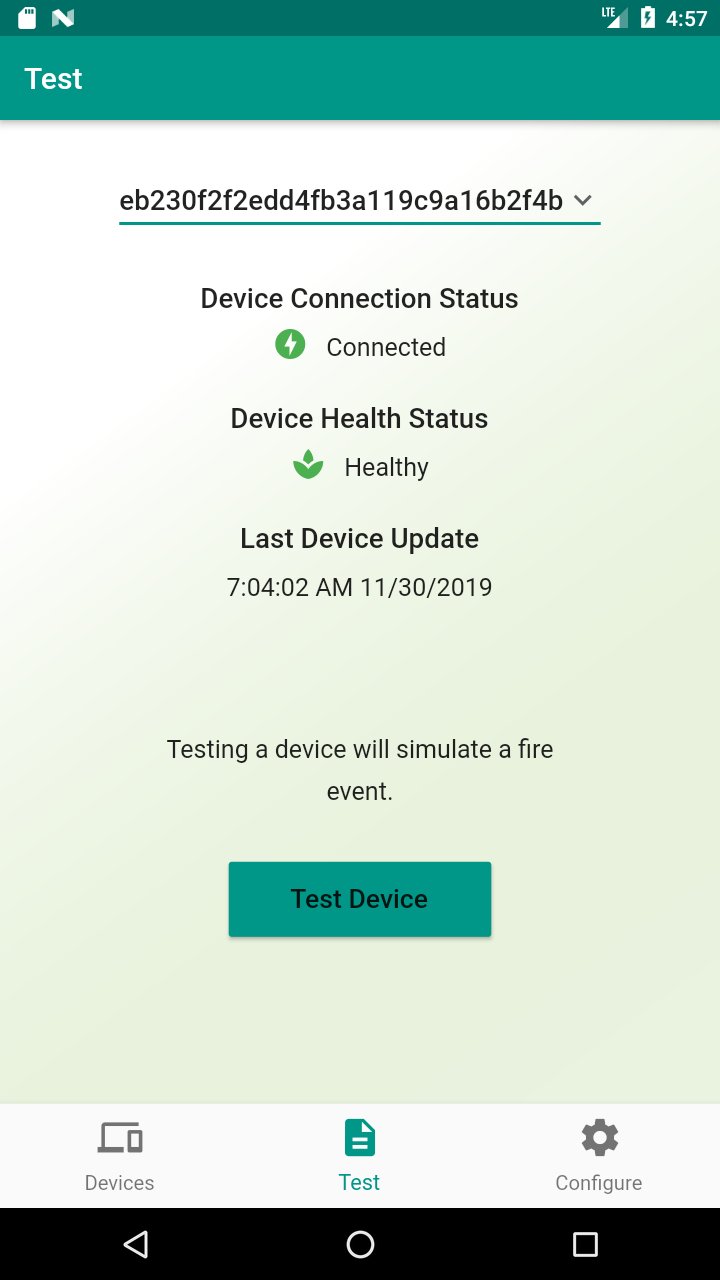 LTE 4:57
Test
eb230f2f2edd4fb3a119c9a16b2f4b
Device Connection Status
Connected
Device Health Status
Healthy
Last Device Update
7:04:02 AM 11/30/2019
Testing a device will simulate a fire
event.
Test Device
Devices Test Configure